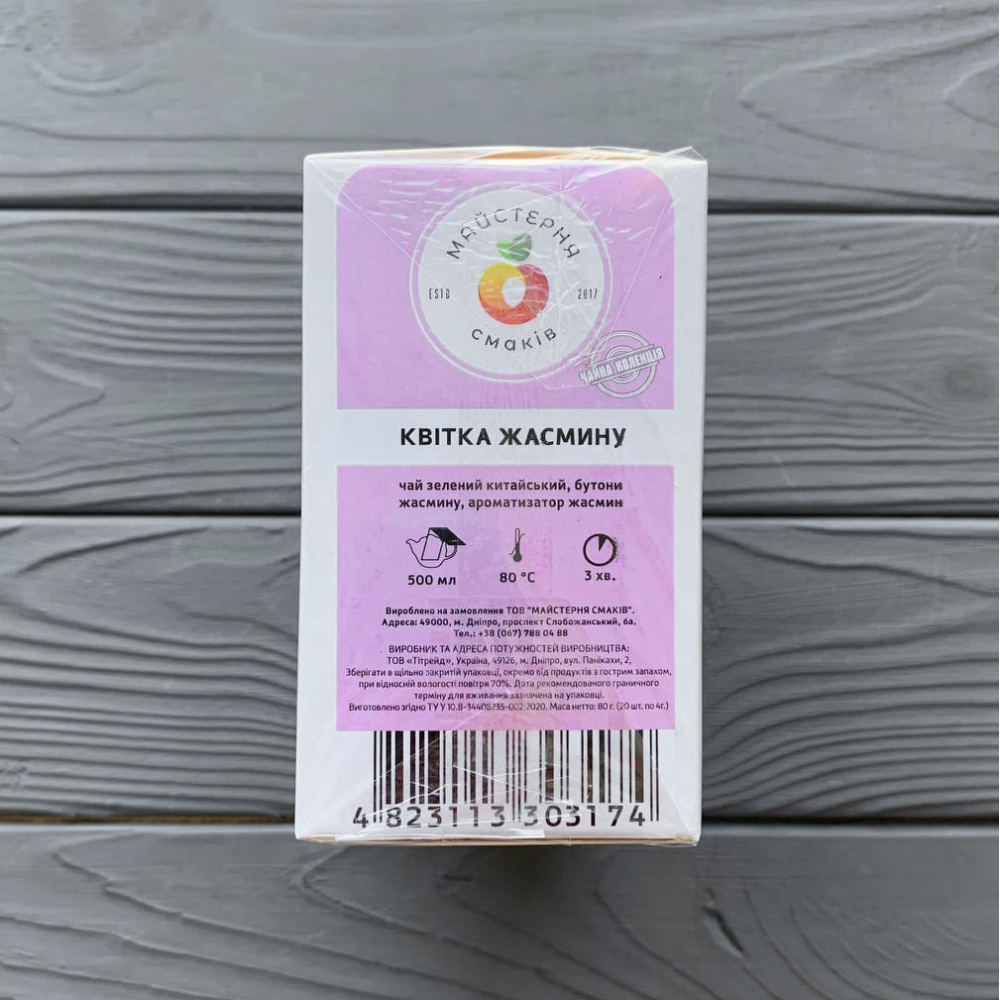 МАЙСТЕРНЯ
ESTD 2017
смаків
ЧАЙНА КОЛЕКЦІЯ
КВІТКА ЖАСМИНУ
чай зелений китайський, бутони
жасмину, ароматизатор жасмин
500 мл 80 °C 3 хв.
Вироблено на замовлення ТОВ "МАЙСТЕРНЯ СМАКІВ".
Адреса: 49000, м. Дніпро, проспект Слобожанський, 6а.
Тел.: +38 (067) 788 04 88
ВИРОБНИК ТА АДРЕСА ПОТУЖНОСТЕЙ ВИРОБНИЦТВА:
ТОВ «Тітрейд», Україна, 49126, м. Дніпро, вул. Панікахи, 2,
Зберігати в щільно закритій упаковці, окремо від продуктів з гострим запахом,
при відносній вологості повітря 70%. Дата рекомендованого граничного
терміну для вживання зазначена на упаковці.
Виготовлено згідно ТУ У 10.8-34408735-002:2020. Маса нетто: 80 г. (20 шт. по 4г.)
4 823113 303174